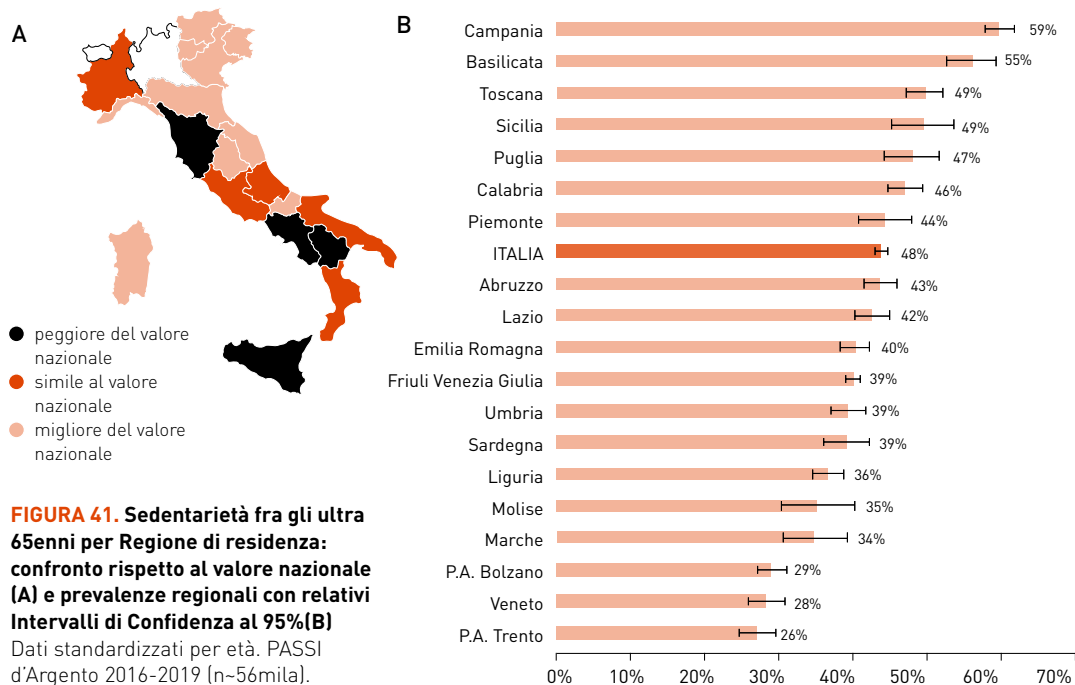 A
peggiore del valore
nazionale
simile al valore
nazionale
migliore del valore
nazionale
FIGURA 41. Sedentarietà fra gli ultra
65enni per Regione di residenza:
confronto rispetto al valore nazionale
(A) e prevalenze regionali con relativi
Intervalli di Confidenza al 95%(B)
Dati standardizzati per età. PASSI
d'Argento 2016-2019 (n~56mila).
B
Campania 59%
Basilicata 55%
Toscana 49%
Sicilia 49%
Puglia 47%
Calabria 46%
Piemonte 44%
ITALIA 48%
Abruzzo 43%
Lazio 42%
Emilia Romagna 40%
Friuli Venezia Giulia 39%
Umbria 39%
Sardegna 39%
Liguria 36%
Molise 35%
Marche 34%
P.A. Bolzano 29%
Veneto 28%
P.A. Trento 26%
0% 10% 20% 30% 40% 50% 60% 70%